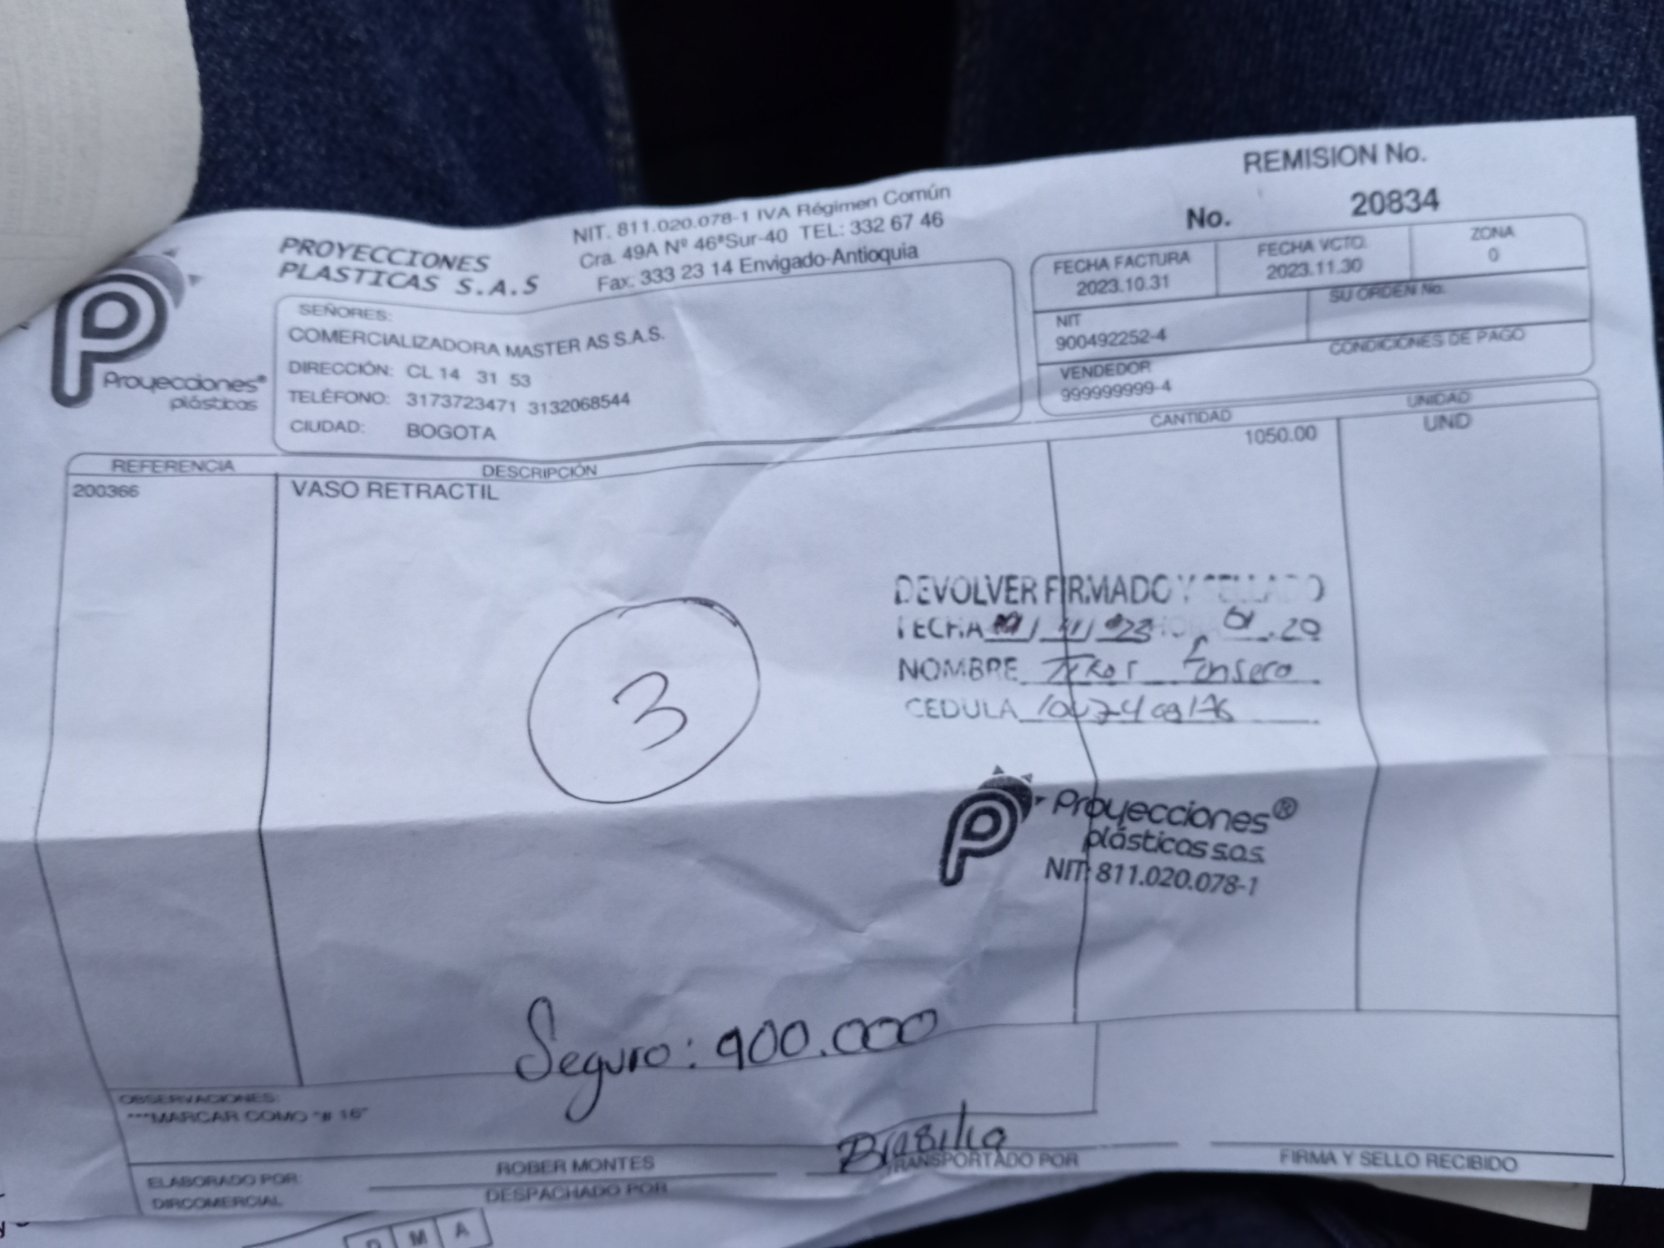 REMISION No.
No. 20834
PROYECCIONES
PLASTICAS S.A.S
NIT. 811.020.078-1 IVA Régimen Común
Cra. 49A Nº 46ªSur-40 TEL: 332 67 46
Fax. 333 23 14 Envigado-Antioquia
Proyecciones®
plásticas
SEÑORES:
COMERCIALIZADORA MASTER AS S.A.S.
DIRECCIÓN: CL 14 31 53
TELÉFONO: 3173723471 3132068544
CIUDAD: BOGOTA
FECHA FACTURA
2023.10.31
FECHA VCTO.
2023.11.30
ZONA
0
NIT
900492252-4
SU ORDEN No.
VENDEDOR
999999999-4
CONDICIONES DE PAGO
REFERENCIA DESCRIPCIÓN CANTIDAD UNIDAD
200366 VASO RETRACTIL 1050.00 UND
3
DEVOLVER FIRMADO Y SELLADO
FECHA
NOMBRE
CEDULA
Proyecciones®
plásticas s.a.s.
NIT: 811.020.078-1
Seguro: 900.000
OBSERVACIONES:
***MARCAR COMO "# 16"
ELABORADO POR:
DIRCOMERCIAL
ROBER MONTES
DESPACHADO POR
Brasilia
TRANSPORTADO POR
FIRMA Y SELLO RECIBIDO
D M A